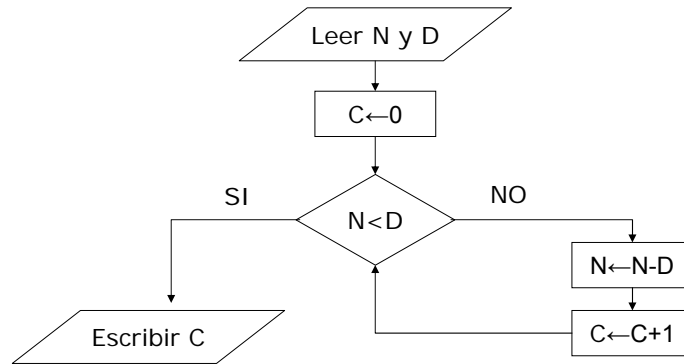 Leer N y D
C←0
N<D
SI
NO
N←N-D
C←C+1
Escribir C